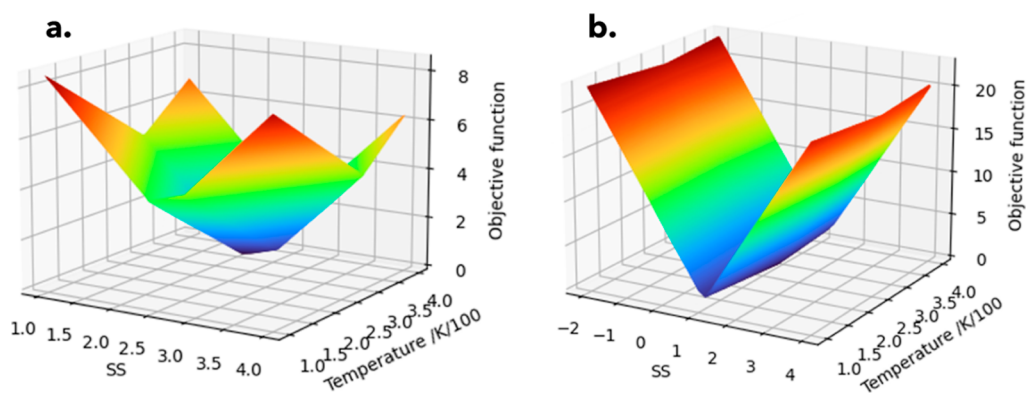 a.
8
6
4
2
0
Objective function
1.0 1.5 2.0 2.5 3.0 3.5 4.0
SS
1.0 1.5 2.0 2.5 3.0 3.5 4.0
Temperature /K/100
b.
20
15
10
5
0
Objective function
−2 −1 0 1 2 3 4
SS
1.0 1.5 2.0 2.5 3.0 3.5 4.0
Temperature /K/100